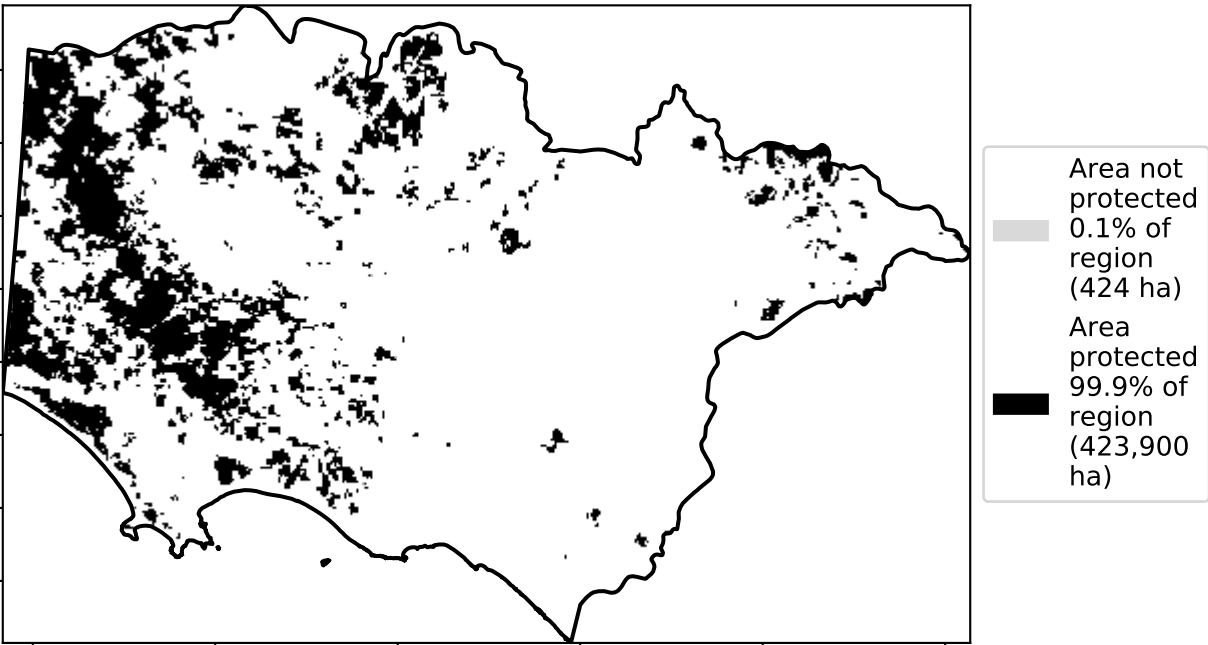 Area not
protected
0.1% of
region
(424 ha)
Area
protected
99.9% of
region
(423,900
ha)